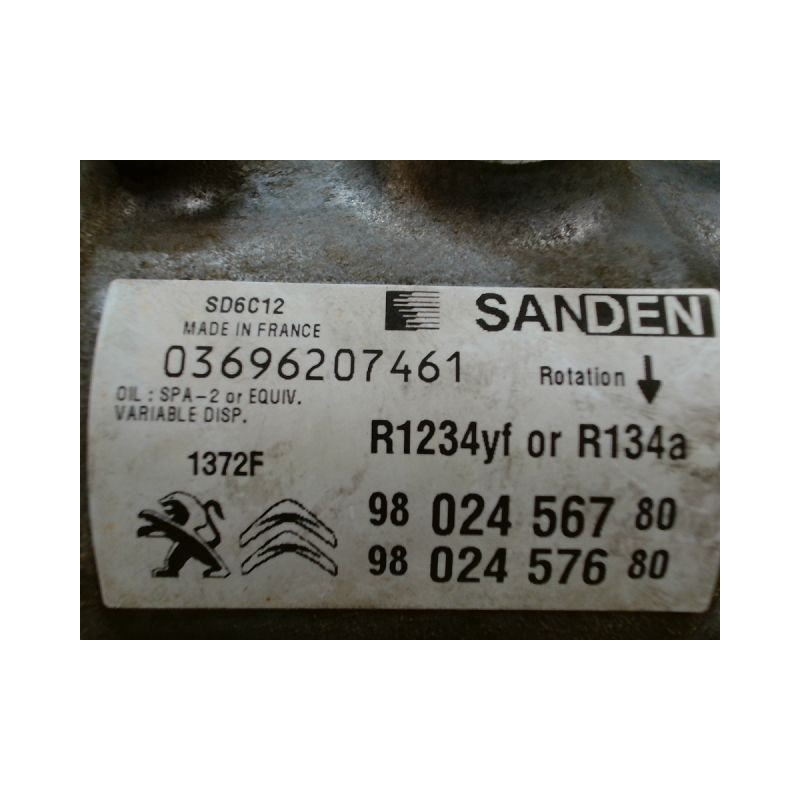 SD6C12
MADE IN FRANCE
SANDEN
03696207461
Rotation
OIL : SPA-2 or EQUIV.
VARIABLE DISP.
R1234yf or R134a
1372F
98 024 567 80
98 024 576 80